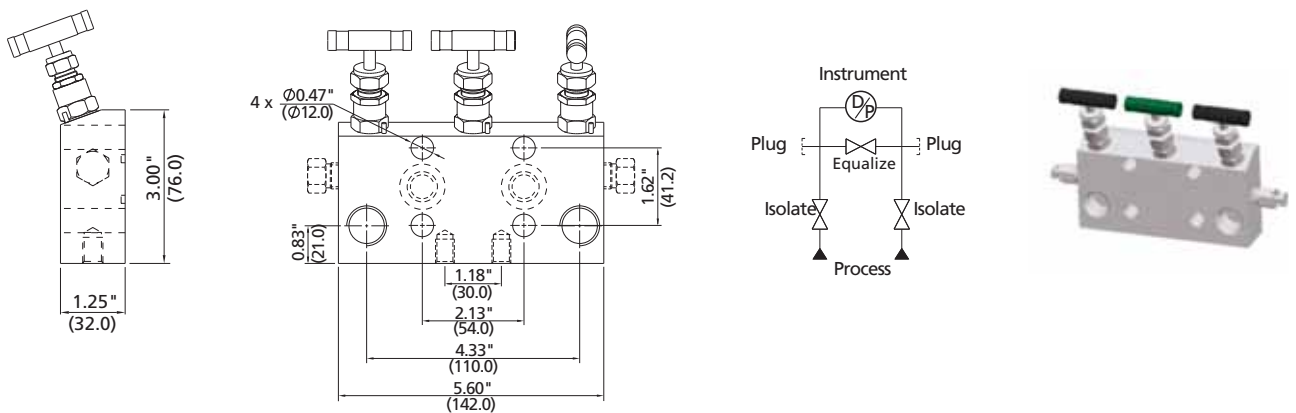 3.00"
(76.0)
1.25"
(32.0)
4 x
Ø0.47"
(Ø12.0)
1.62"
(41.2)
0.83"
(21.0)
1.18"
(30.0)
2.13"
(54.0)
4.33"
(110.0)
5.60"
(142.0)
Instrument
D/P
Plug
Plug
Equalize
Isolate
Isolate
Process